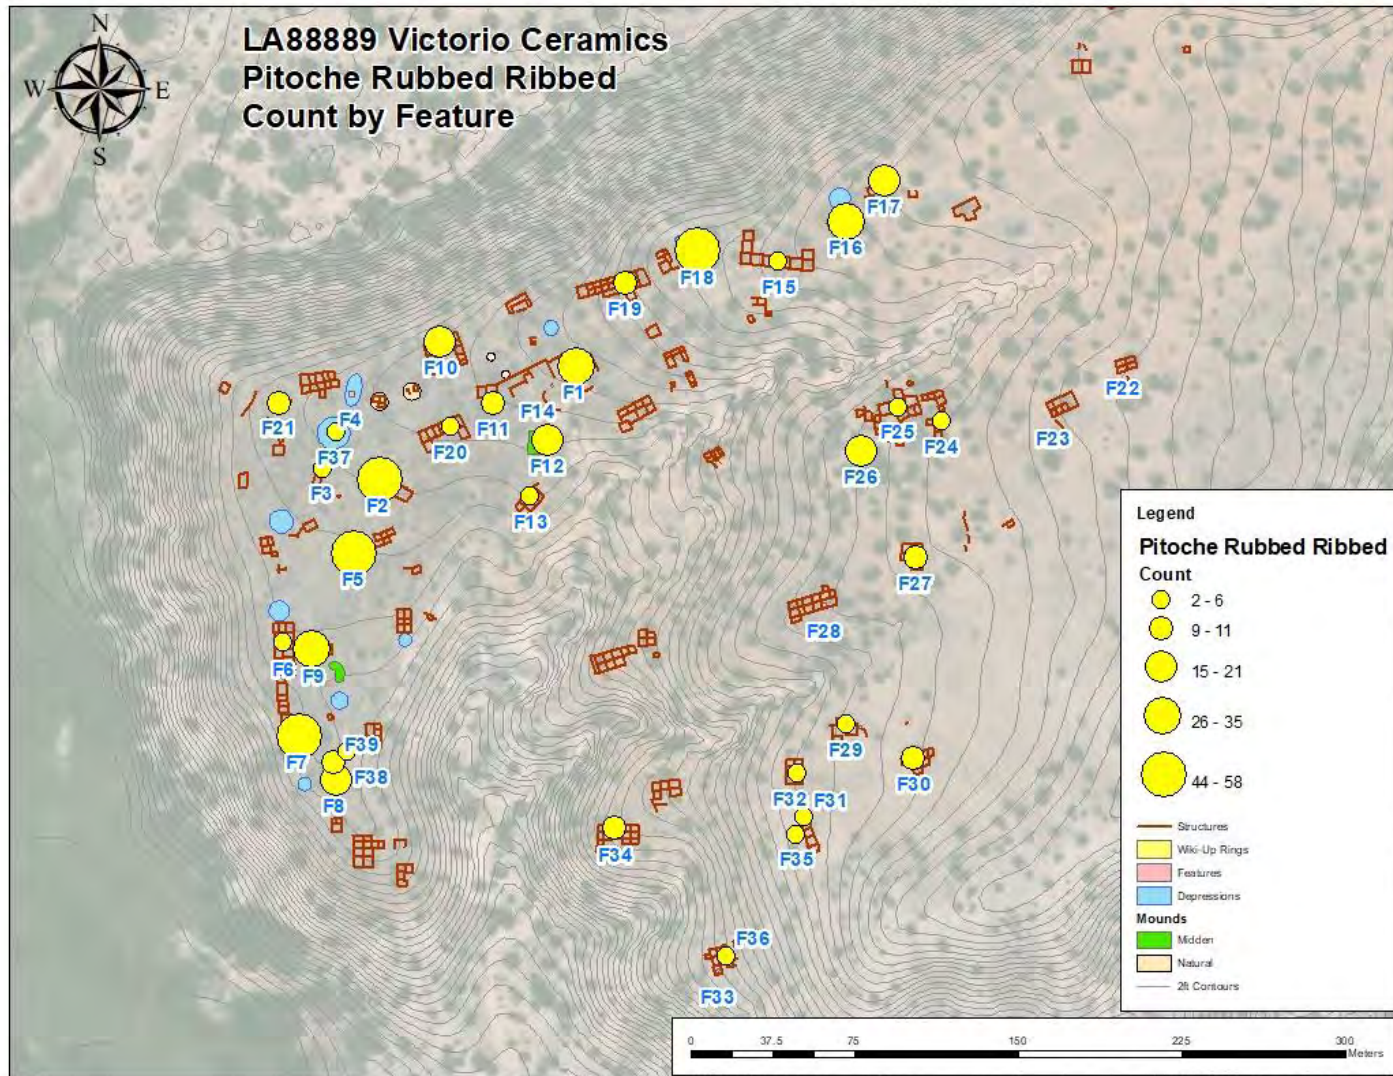 N
W E
S
LA88889 Victorio Ceramics
Pitoche Rubbed Ribbed
Count by Feature
F17
F16
F18
F15
F19
F10
F1
F22
F21
F4
F14
F11
F25
F24
F23
F37
F20
F12
F26
F3
F2
F13
F5
F27
F28
F6
F9
F39
F7
F38
F29
F30
F8
F32
F31
F34
F35
F36
F33
Legend
Pitoche Rubbed Ribbed
Count
2 - 6
9 - 11
15 - 21
26 - 35
44 - 58
Structures
Wiki-Up Rings
Features
Depressions
Mounds
Midden
Natural
2ft Contours
0 37.5 75 150 225 300
Meters